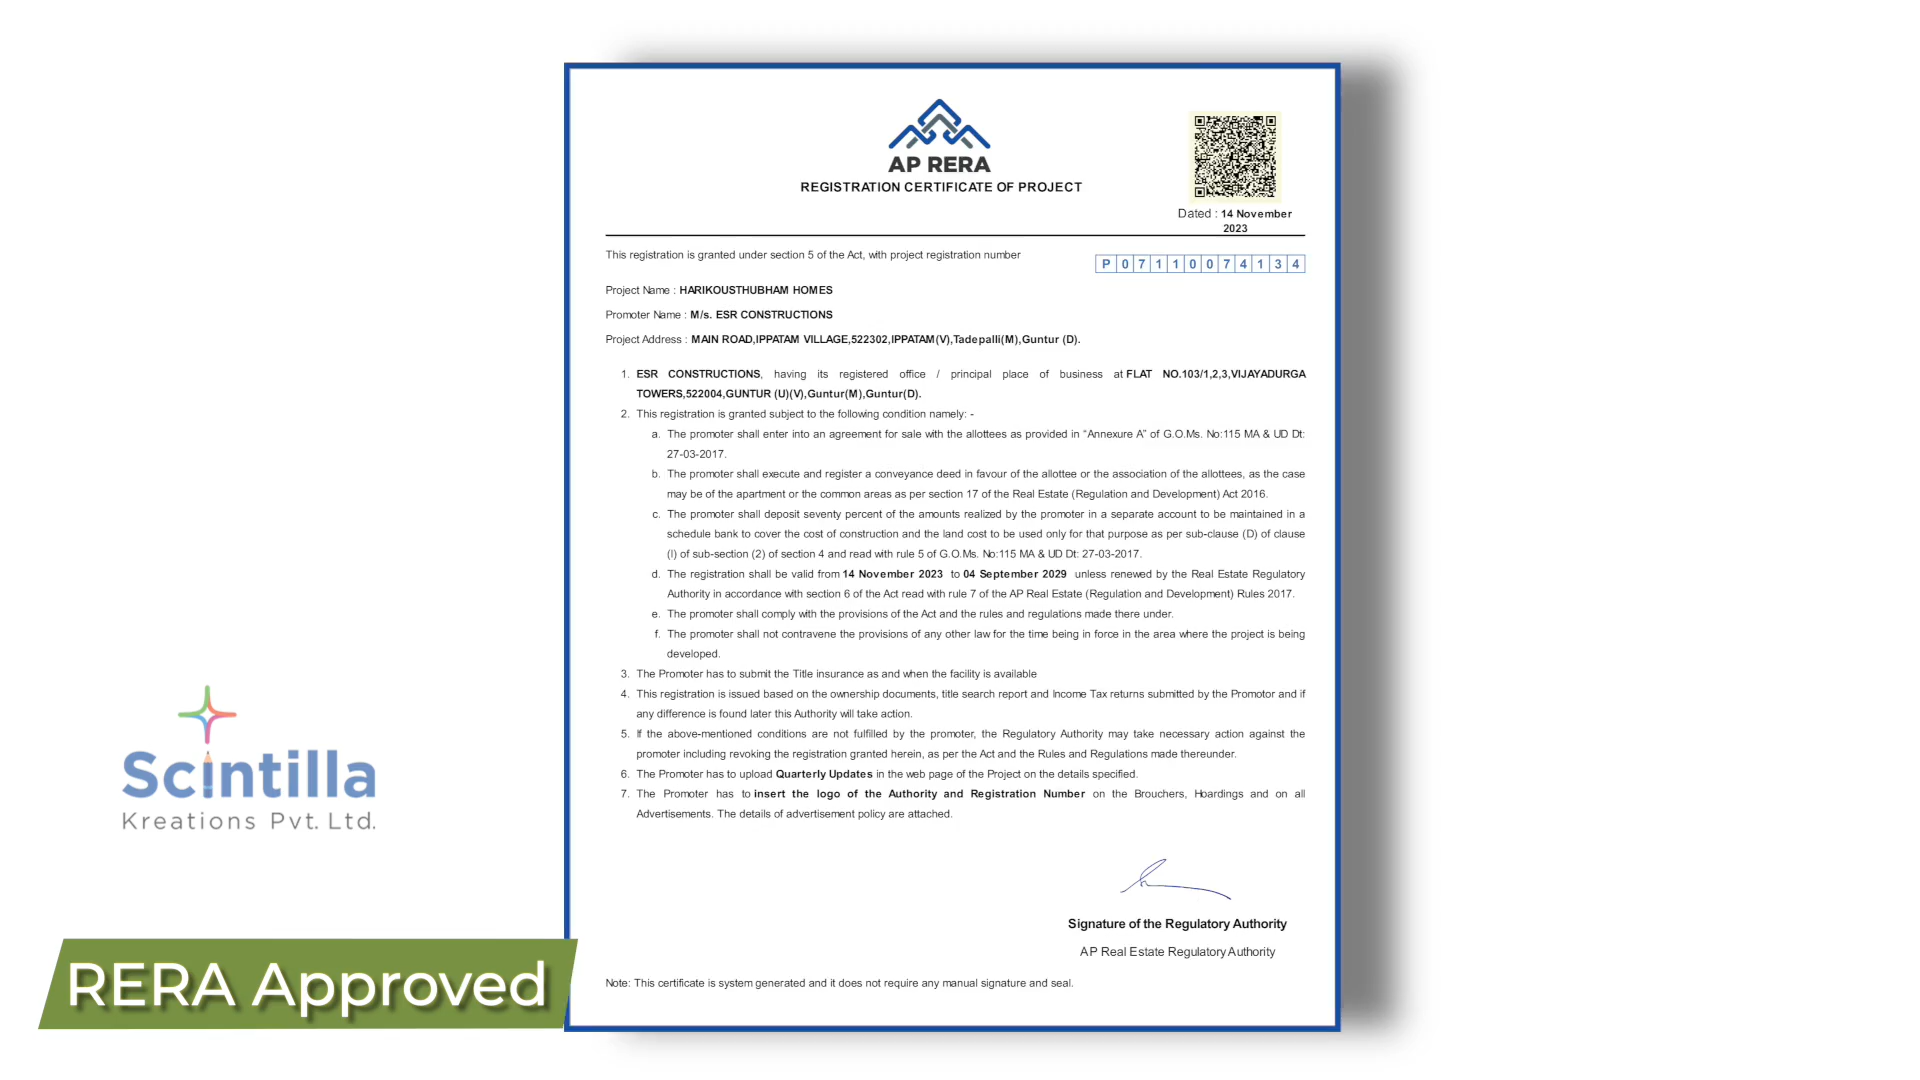 AP RERA
REGISTRATION CERTIFICATE OF PROJECT
Dated : 14 November
2023
This registration is granted under section 5 of the Act, with project registration number
P07110074134
Project Name : HARIKOUSTHUBHAM HOMES
Promoter Name : M/s. ESR CONSTRUCTIONS
Project Address : MAIN ROAD,IPPATAM VILLAGE,522302,IPPATAM(V),Tadepalli(M),Guntur (D).
1. ESR CONSTRUCTIONS, having its registered office / principal place of business at FLAT NO.103/1,2,3,VIJAYADURGA
TOWERS,522004,GUNTUR (U)(V),Guntur(M),Guntur(D).
2. This registration is granted subject to the following condition namely: -
a. The promoter shall enter into an agreement for sale with the allottees as provided in “Annexure A” of G.O.Ms. No:115 MA & UD Dt:
27-03-2017.
b. The promoter shall execute and register a conveyance deed in favour of the allottee or the association of the allottees, as the case
may be of the apartment or the common areas as per section 17 of the Real Estate (Regulation and Development) Act 2016.
c. The promoter shall deposit seventy percent of the amounts realized by the promoter in a separate account to be maintained in a
schedule bank to cover the cost of construction and the land cost to be used only for that purpose as per sub-clause (D) of clause
(I) of sub-section (2) of section 4 and read with rule 5 of G.O.Ms. No:115 MA & UD Dt: 27-03-2017.
d. The registration shall be valid from 14 November 2023 to 04 September 2029 unless renewed by the Real Estate Regulatory
Authority in accordance with section 6 of the Act read with rule 7 of the AP Real Estate (Regulation and Development) Rules 2017.
e. The promoter shall comply with the provisions of the Act and the rules and regulations made there under.
f. The promoter shall not contravene the provisions of any other law for the time being in force in the area where the project is being
developed.
3. The Promoter has to submit the Title insurance as and when the facility is available
4. This registration is issued based on the ownership documents, title search report and Income Tax returns submitted by the Promotor and if
any difference is found later this Authority will take action.
5. If the above-mentioned conditions are not fulfilled by the promoter, the Regulatory Authority may take necessary action against the
promoter including revoking the registration granted herein, as per the Act and the Rules and Regulations made thereunder.
6. The Promoter has to upload Quarterly Updates in the web page of the Project on the details specified.
7. The Promoter has to insert the logo of the Authority and Registration Number on the Brouchers, Hoardings and on all
Advertisements. The details of advertisement policy are attached.
Signature of the Regulatory Authority
AP Real Estate Regulatory Authority
Note: This certificate is system generated and it does not require any manual signature and seal.
Scintilla
Kreations Pvt. Ltd.
RERA Approved